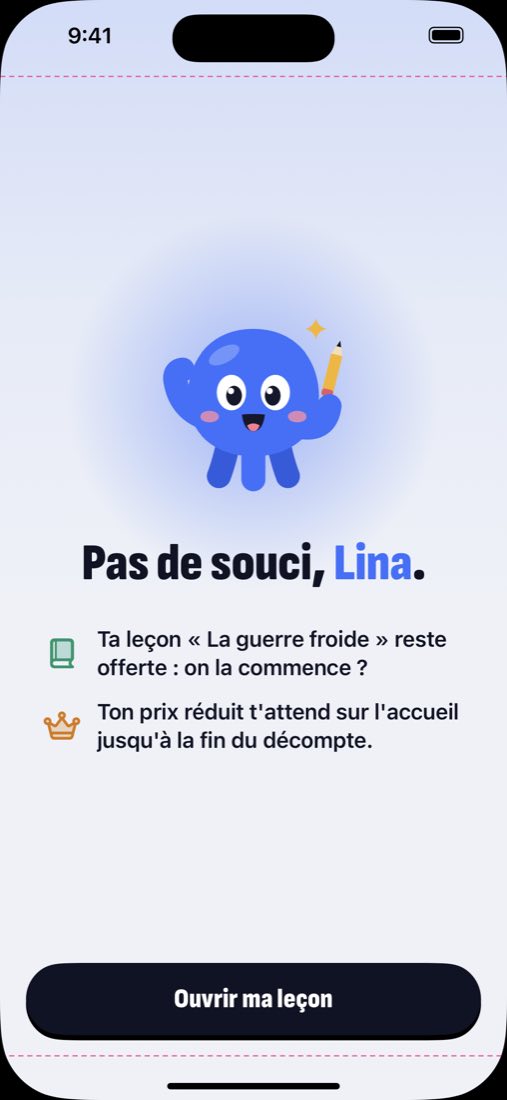 9:41
Pas de souci, Lina.
Ta leçon « La guerre froide » reste
offerte : on la commence ?
Ton prix réduit t'attend sur l'accueil
jusqu'à la fin du décompte.
Ouvrir ma leçon